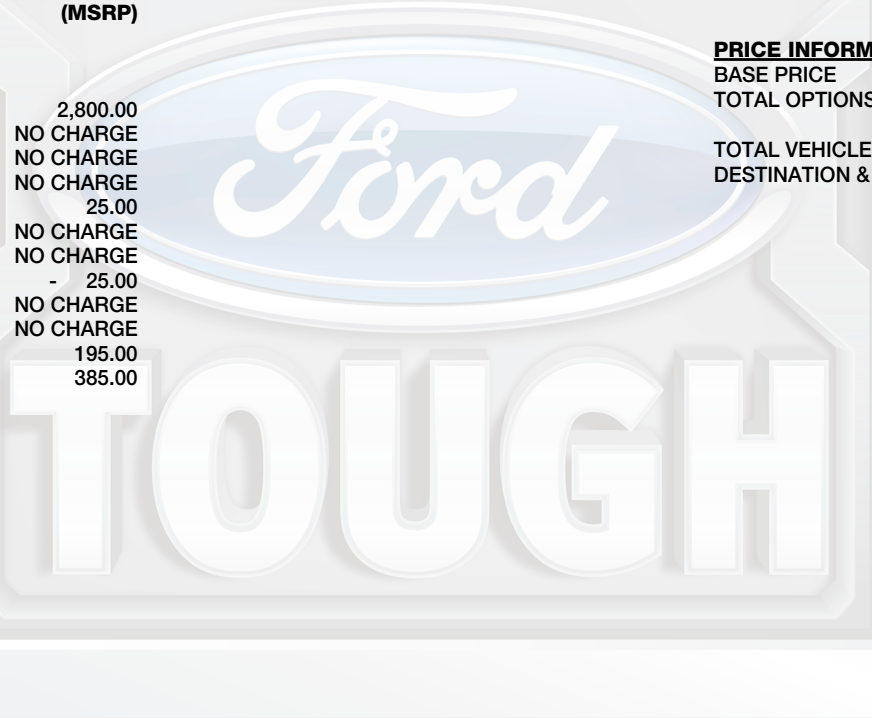 (MSRP)
PRICE INFORM
BASE PRICE
TOTAL OPTIONS
TOTAL VEHICLE
DESTINATION &
2,800.00
NO CHARGE
NO CHARGE
NO CHARGE
25.00
NO CHARGE
NO CHARGE
- 25.00
NO CHARGE
NO CHARGE
195.00
385.00
Ford
TOUGH